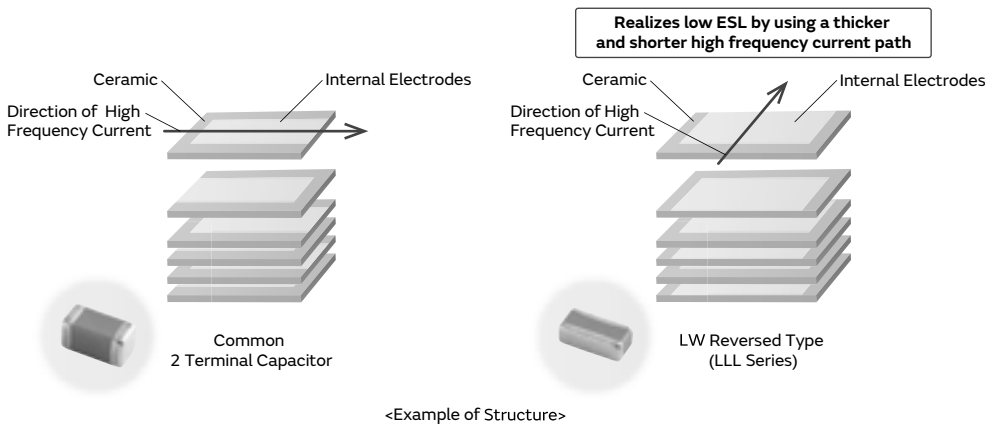 Realizes low ESL by using a thicker
and shorter high frequency current path
Ceramic
Internal Electrodes
Direction of High
Frequency Current
Common
2 Terminal Capacitor
Ceramic
Internal Electrodes
Direction of High
Frequency Current
LW Reversed Type
(LLL Series)
<Example of Structure>